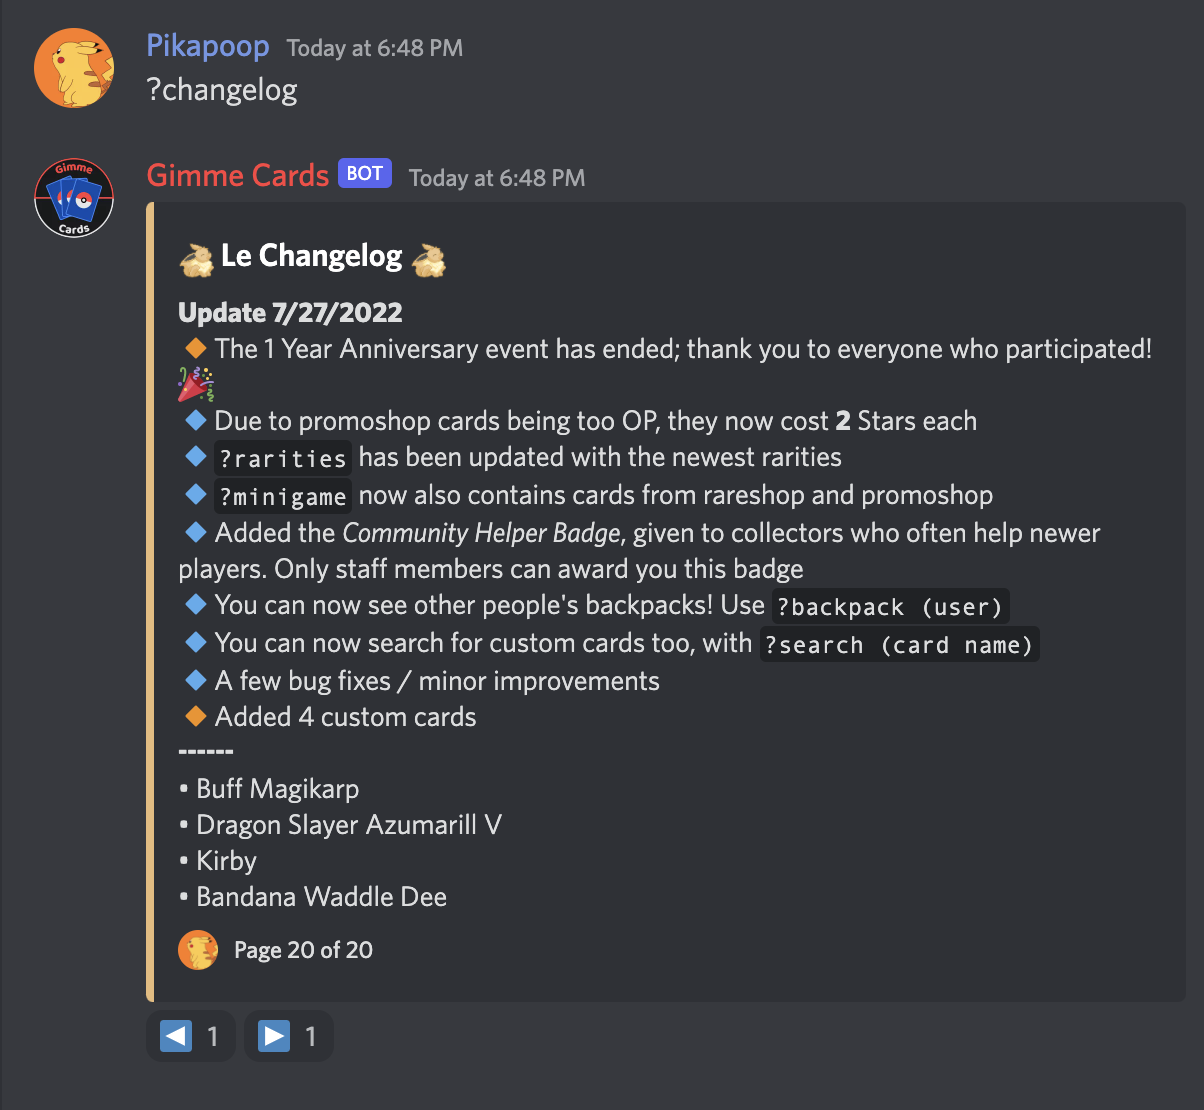 Pikapoop Today at 6:48 PM
?changelog
Gimme
Cards
Gimme Cards BOT Today at 6:48 PM
Le Changelog
Update 7/27/2022
The 1 Year Anniversary event has ended; thank you to everyone who participated!
Due to promoshop cards being too OP, they now cost 2 Stars each
?rarities has been updated with the newest rarities
?minigame now also contains cards from rareshop and promoshop
Added the Community Helper Badge, given to collectors who often help newer
players. Only staff members can award you this badge
You can now see other people's backpacks! Use ?backpack (user)
You can now search for custom cards too, with ?search (card name)
A few bug fixes / minor improvements
Added 4 custom cards
------
• Buff Magikarp
• Dragon Slayer Azumarill V
• Kirby
• Bandana Waddle Dee
Page 20 of 20
1 1